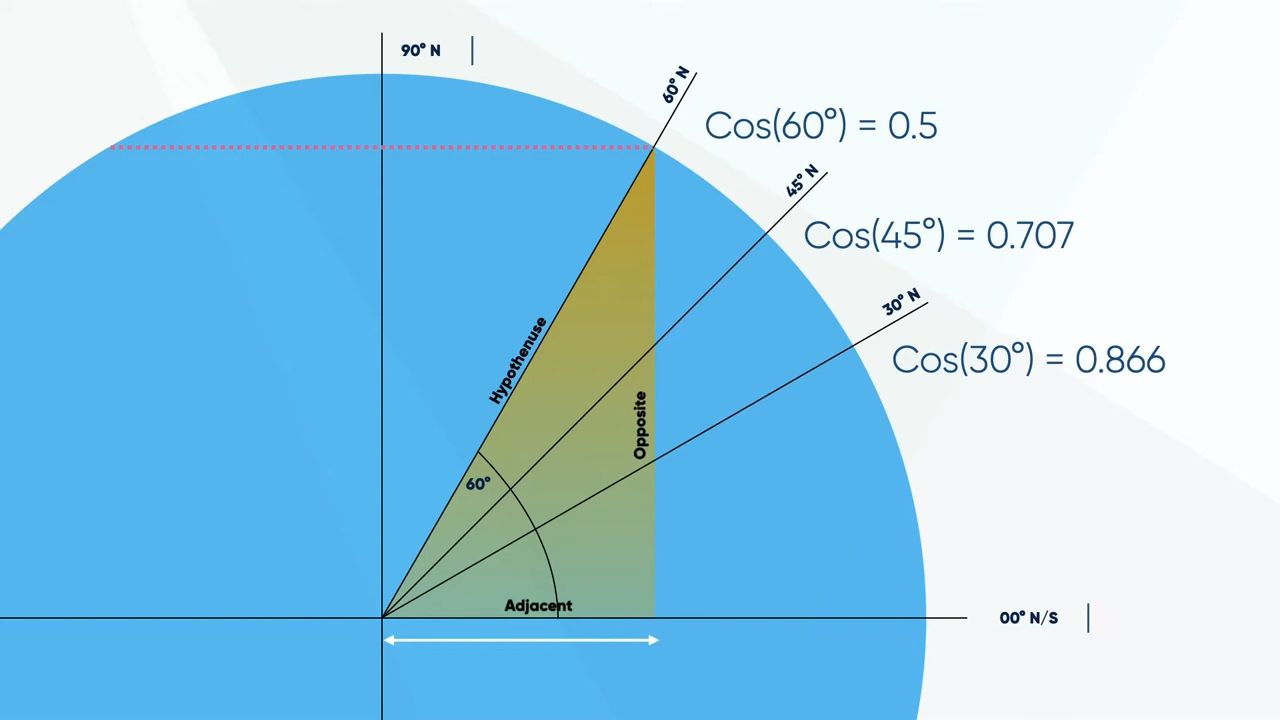 90° N
60° N
Cos(60°) = 0.5
45° N
Cos(45°) = 0.707
30° N
Cos(30°) = 0.866
Hypothenuse
Opposite
60°
Adjacent
00° N/S